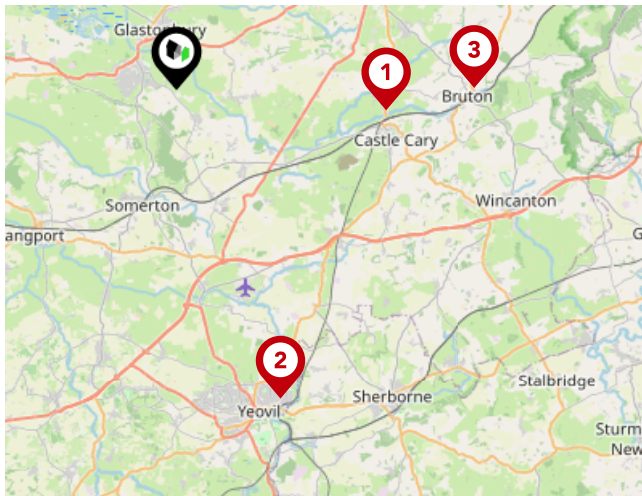 Glastonbury
3
1
Bruton
Castle Cary
Somerton
Wincanton
angport
G
2
Stalbridge
Sherborne
Yeovil
Sturm
New